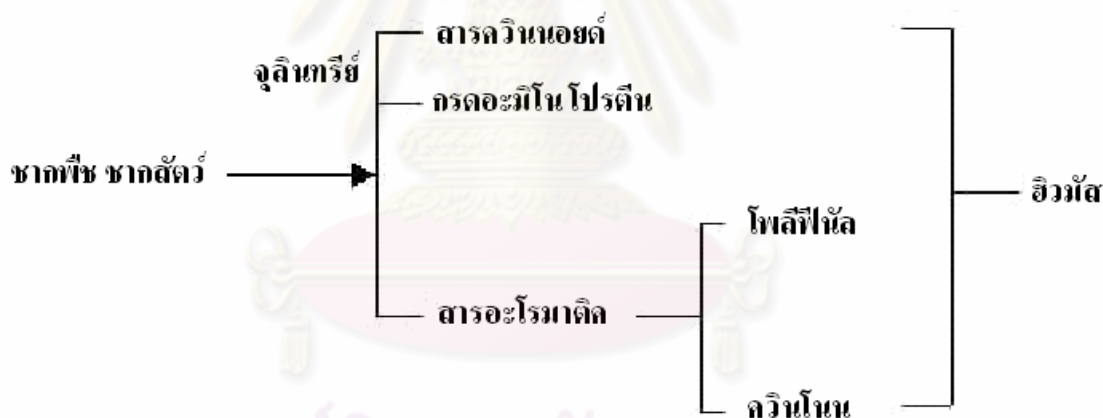 สารควินนอยด์
จุลินทรีย์
กรดอะมิโน โปรตีน
ซากพืช ซากสัตว์
ฮิวมัส
โพลีฟีนัล
สารอะโรมาติค
ควินโนน